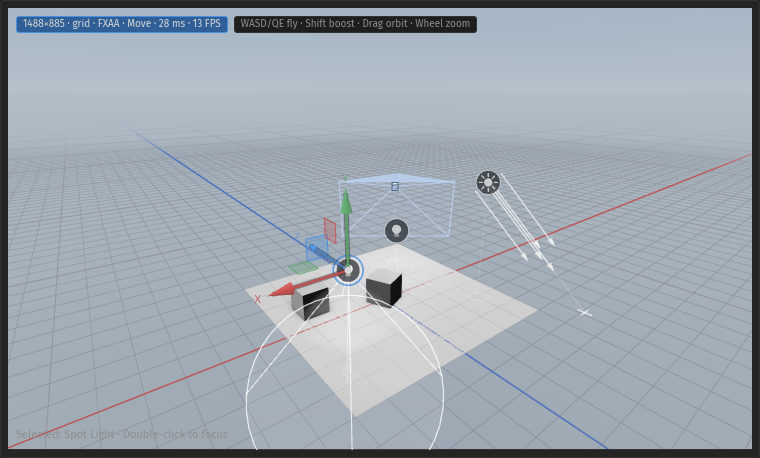 1488×885 · grid · FXAA · Move · 28 ms · 13 FPS
WASD/QE fly · Shift boost · Drag orbit · Wheel zoom
Y
X
Selected: Spot Light · Double-click to focus